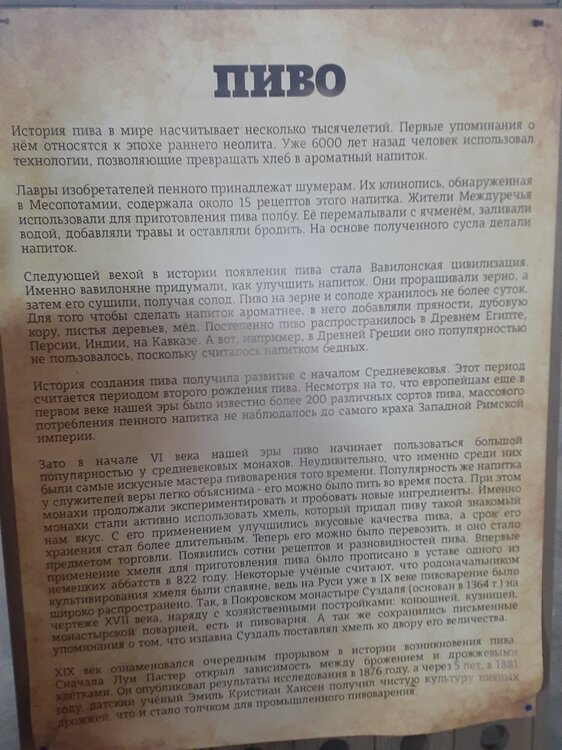 ПИВО
История пива в мире насчитывает несколько тысячелетий. Первые упоминания о
нём относятся к эпохе раннего неолита. Уже 6000 лет назад человек использовал
технологии, позволяющие превращать хлеб в ароматный напиток.
Лавры изобретателей пенного принадлежат шумерам. Их клинопись, обнаруженная
в Месопотамии, содержала около 15 рецептов этого напитка. Жители Междуречья
использовали для приготовления пива полбу. Её перемалывали с ячменём, заливали
водой, добавляли травы и оставляли бродить. На основе полученного сусла делали
напиток.
Следующей вехой в истории появления пива стала Вавилонская цивилизация.
Именно вавилоняне придумали, как улучшить напиток. Они проращивали зерно, а
затем его сушили, получая солод. Пиво на зерне и солоде хранилось не более суток.
Для того чтобы сделать напиток ароматнее, в него добавляли пряности, дубовую
кору, листья деревьев, мёд. Постепенно пиво распространилось в Древнем Египте,
Персии, Индии, на Кавказе. А вот, например, в Древней Греции оно популярностью
не пользовалось, поскольку считалось напитком бедных.
История создания пива получила развитие с началом Средневековья. Этот период
считается периодом второго рождения пива. Несмотря на то, что европейцам еще в
первом веке нашей эры было известно более 200 различных сортов пива, массового
потребления пенного напитка не наблюдалось до самого краха Западной Римской
империи.
Зато в начале VI века нашей эры пиво начинает пользоваться большой
популярностью у средневековых монахов. Неудивительно, что именно среди них
были самые искусные мастера пивоварения того времени. Популярность же напитка
у служителей веры легко объяснима - его можно было пить во время поста. При этом
монахи продолжали экспериментировать и пробовать новые ингредиенты. Именно
монахи стали активно использовать хмель, который придал пиву такой знакомый
нам вкус. С его применением улучшились вкусовые качества пива, а срок его
хранения стал более длительным. Теперь его можно было перевозить, и оно стало
предметом торговли. Появились сотни рецептов и разновидностей пива. Впервые
применение хмеля для приготовления пива было прописано в уставе одного из
немецких аббатств в 822 году. Некоторые учёные считают, что родоначальником
культивирования хмеля были славяне, ведь на Руси уже в IX веке пивоварение было
широко распространено. Так, в Покровском монастыре Суздаля (основан в 1364 г.) на
чертеже XVII века, наряду с хозяйственными постройками: конюшней, кузницей,
монастырской поварней, есть и пивоварня. А так же сохранились письменные
упоминания о том, что издавна Суздаль поставлял хмель ко двору его величества.
XIX век ознаменовался очередным прорывом в истории возникновения пива.
Сначала Луи Пастер открыл зависимость между брожением и дрожжевыми
клетками. Он опубликовал результаты исследования в 1876 году, а через 5 лет, в 1881
году, датский учёный Эмиль Кристиан Хансен получил чистую культуру пивных
дрожжей, что и стало толчком для промышленного пивоварения.